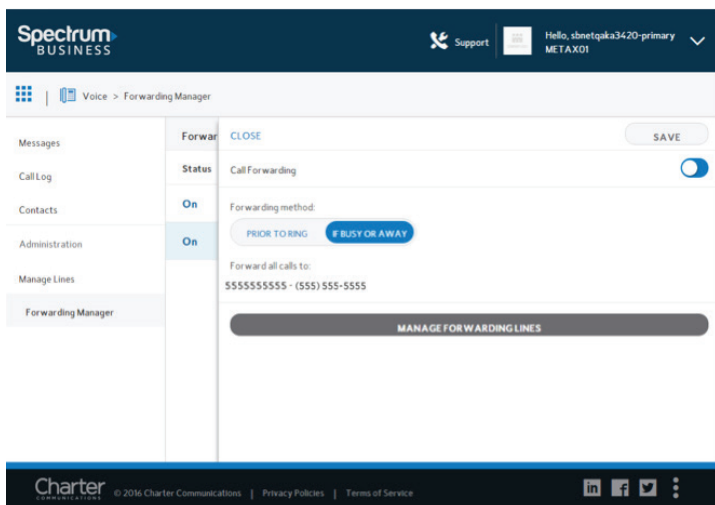 Spectrum
BUSINESS
Support
Hello, sbnetqaka3420-primary
METAX01
Voice > Forwarding Manager
Messages
Call Log
Contacts
Administration
Manage Lines
Forwarding Manager
Forwar
Status
On
On
CLOSE
SAVE
Call Forwarding
Forwarding method:
PRIOR TO RING
IF BUSY OR AWAY
Forward all calls to:
5555555555 - (555) 555-5555
MANAGE FORWARDING LINES
Charter
COMMUNICATIONS
© 2016 Charter Communications | Privacy Policies | Terms of Service
in f